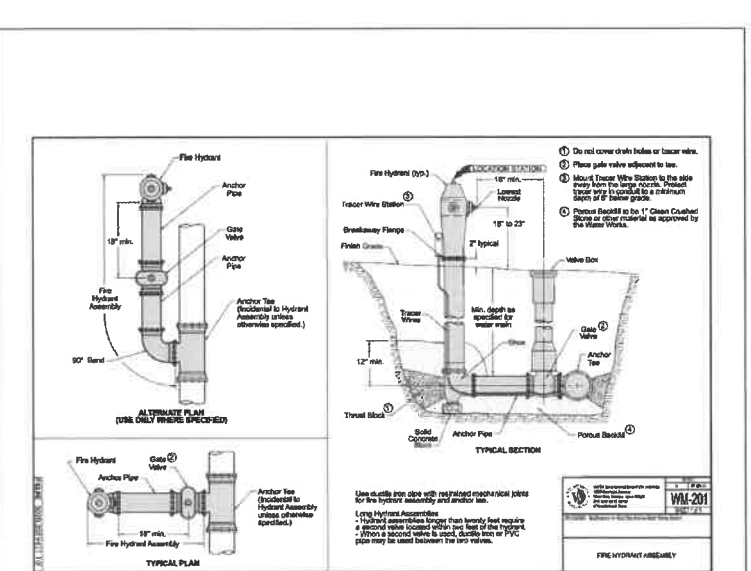 Fire Hydrant
Anchor
Pipe
18" min.
Gate
Valve
Anchor
Pipe
Fire
Hydrant
Assembly
Anchor Tee
(Incidental to Hydrant
Assembly unless
otherwise specified.)
90° Bend
ALTERNATE PLAN
(USE ONLY WHERE SPECIFIED)
Fire Hydrant
Gate ②
Valve
Anchor Pipe
Anchor Tee
(Incidental to
Hydrant Assembly
unless otherwise
specified.)
18" min.
Fire Hydrant Assembly
TYPICAL PLAN
Fire Hydrant (typ.)
LOCATION STATION
18" min.
Lowest
Nozzle
Tracer Wire Station ③
18" to 23"
Breakaway Flange
2" typical
Finish Grade
Valve Box
Tracer
Wires
Min. depth as
specified for
water main
Gate ②
Valve
Shoe
Anchor
Tee
12" min.
Thrust Block ①
Solid
Concrete
Block
Anchor Pipe
Porous Backfill ④
TYPICAL SECTION
① Do not cover drain holes or tracer wire.
② Place gate valve adjacent to tee.
③ Mount Tracer Wire Station to the side
away from the large nozzle. Protect
tracer wire in conduit to a minimum
depth of 6" below grade.
④ Porous Backfill to be 1" Clean Crushed
Stone or other material as approved by
the Water Works.
Use ductile iron pipe with restrained mechanical joints
for fire hydrant assembly and anchor tee.
Long Hydrant Assemblies
- Hydrant assemblies longer than twenty feet require
a second valve located within two feet of the hydrant.
- When a second valve is used, ductile iron or PVC
pipe may be used between the two valves.
WM-201
FIRE HYDRANT ASSEMBLY